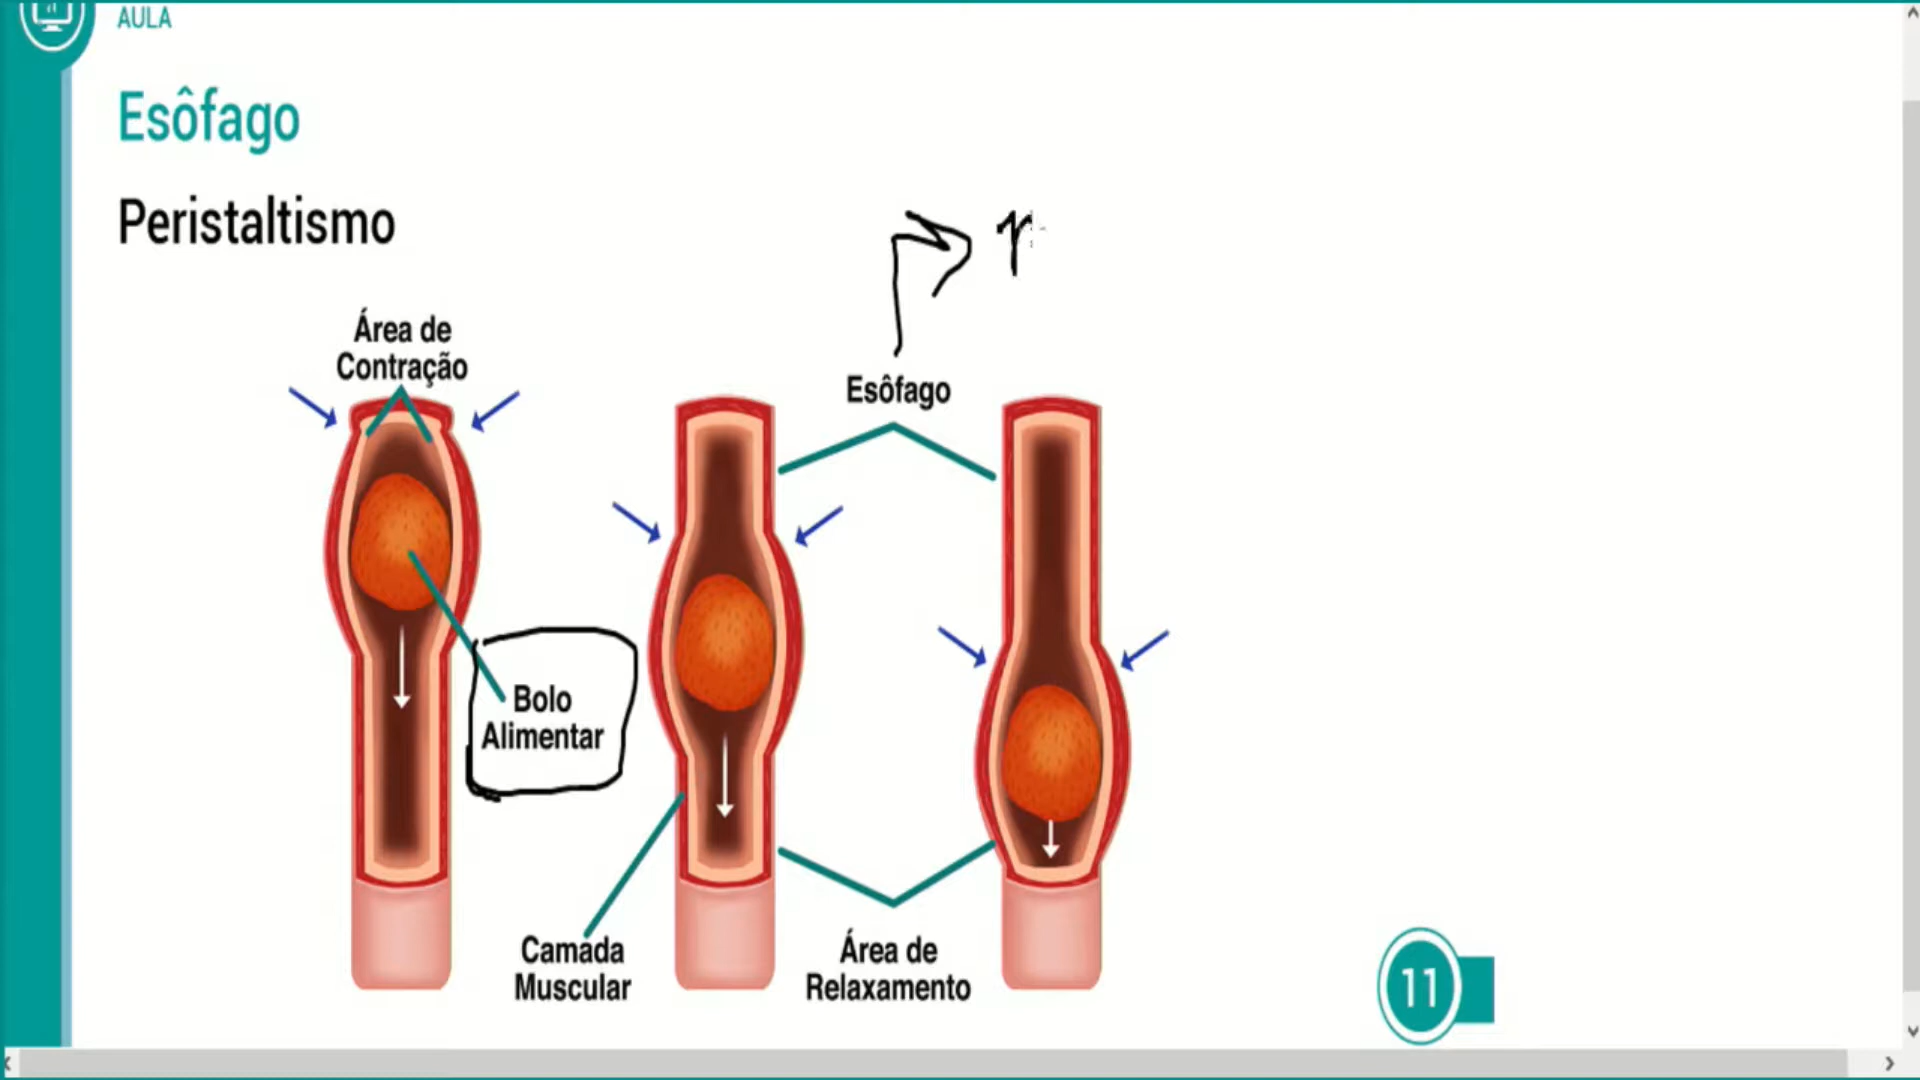 AULA
Esôfago
Peristaltismo
Área de
Contração
Esôfago
Bolo
Alimentar
Camada
Muscular
Área de
Relaxamento
11